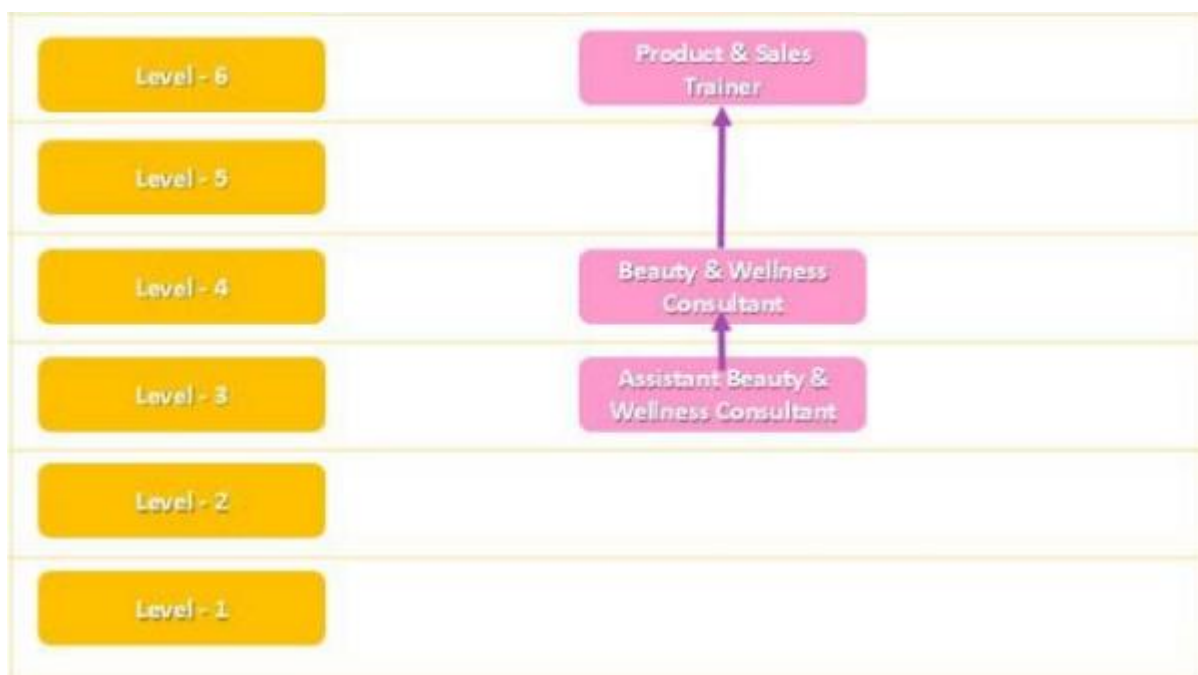 Level - 6
Product & Sales
Trainer
Level - 5
Level - 4
Beauty & Wellness
Consultant
Level - 3
Assistant Beauty &
Wellness Consultant
Level - 2
Level - 1